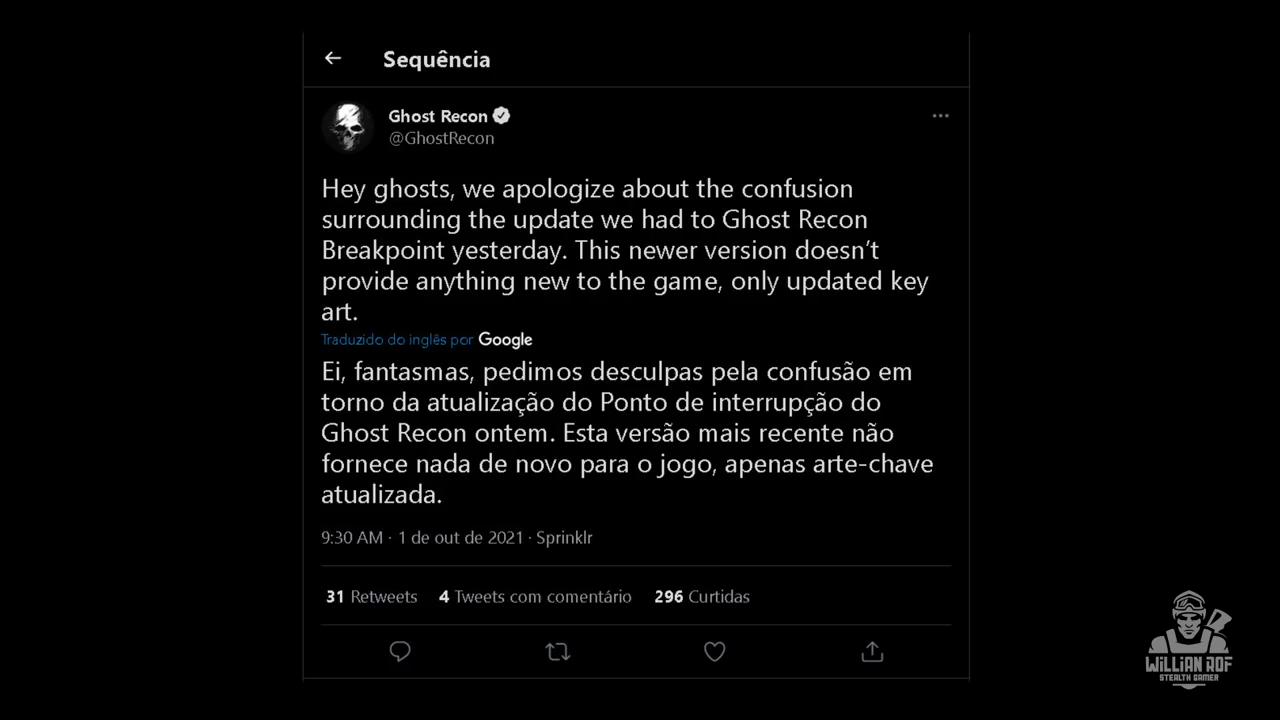 Sequência
Ghost Recon
@GhostRecon
Hey ghosts, we apologize about the confusion
surrounding the update we had to Ghost Recon
Breakpoint yesterday. This newer version doesn’t
provide anything new to the game, only updated key
art.
Traduzido do inglês por Google
Ei, fantasmas, pedimos desculpas pela confusão em
torno da atualização do Ponto de interrupção do
Ghost Recon ontem. Esta versão mais recente não
fornece nada de novo para o jogo, apenas arte-chave
atualizada.
9:30 AM · 1 de out de 2021 · Sprinklr
31 Retweets 4 Tweets com comentário 296 Curtidas
WILLIAN ROF
STEALTH GAMER